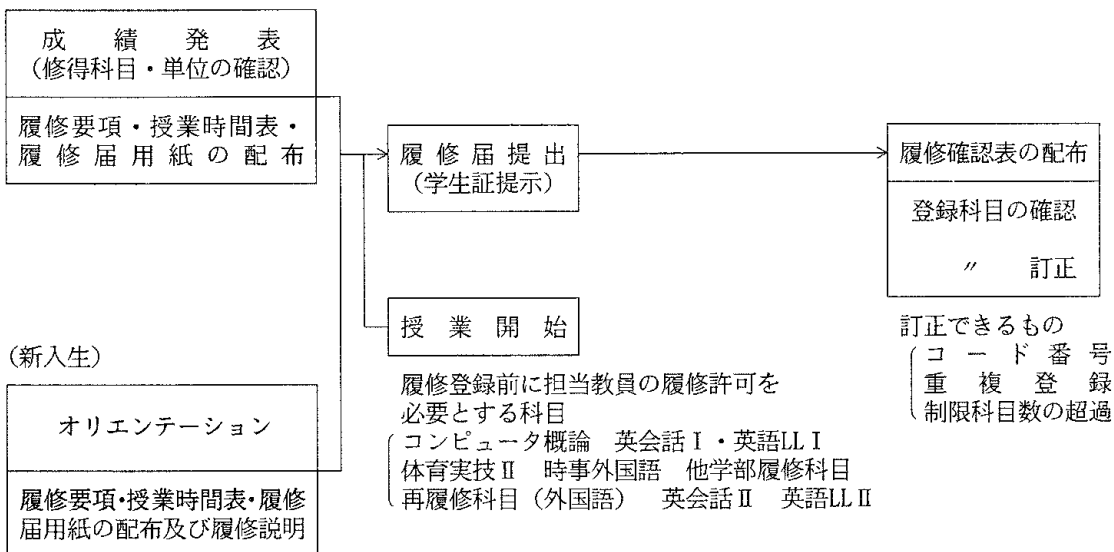 成績発表
(修得科目・単位の確認)
履修要項・授業時間表・
履修届用紙の配布
(新入生)
オリエンテーション
履修要項・授業時間表・履修
届用紙の配布及び履修説明
履修届提出
(学生証提示)
授業開始
履修登録前に担当教員の履修許可を
必要とする科目
コンピュータ概論 英会話Ⅰ・英語LLⅠ
体育実技Ⅱ 時事外国語 他学部履修科目
再履修科目(外国語) 英会話Ⅱ 英語LLⅡ
履修確認表の配布
登録科目の確認
〃 訂正
訂正できるもの
コード番号
重複登録
制限科目数の超過